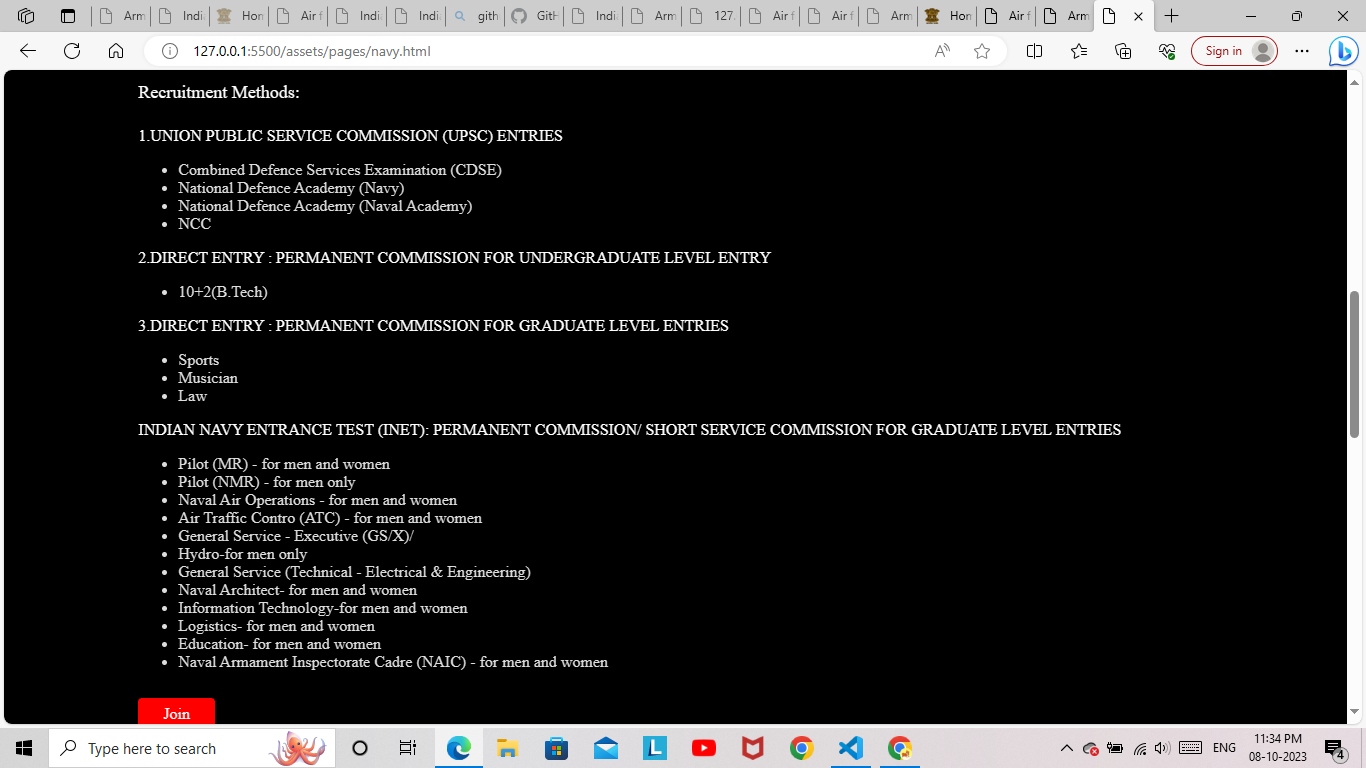 Arm
India
Hom
Air f
India
India
gith
GitH
India
Arm
127.
Air f
Air f
Arm
Hom
Air f
Arm
127.0.0.1:5500/assets/pages/navy.html
Sign in
Recruitment Methods:
1.UNION PUBLIC SERVICE COMMISSION (UPSC) ENTRIES
Combined Defence Services Examination (CDSE)
National Defence Academy (Navy)
National Defence Academy (Naval Academy)
NCC
2.DIRECT ENTRY : PERMANENT COMMISSION FOR UNDERGRADUATE LEVEL ENTRY
10+2(B.Tech)
3.DIRECT ENTRY : PERMANENT COMMISSION FOR GRADUATE LEVEL ENTRIES
Sports
Musician
Law
INDIAN NAVY ENTRANCE TEST (INET): PERMANENT COMMISSION/ SHORT SERVICE COMMISSION FOR GRADUATE LEVEL ENTRIES
Pilot (MR) - for men and women
Pilot (NMR) - for men only
Naval Air Operations - for men and women
Air Traffic Contro (ATC) - for men and women
General Service - Executive (GS/X)/
Hydro-for men only
General Service (Technical - Electrical & Engineering)
Naval Architect- for men and women
Information Technology-for men and women
Logistics- for men and women
Education- for men and women
Naval Armament Inspectorate Cadre (NAIC) - for men and women
Join
Type here to search
ENG
11:34 PM
08-10-2023
4